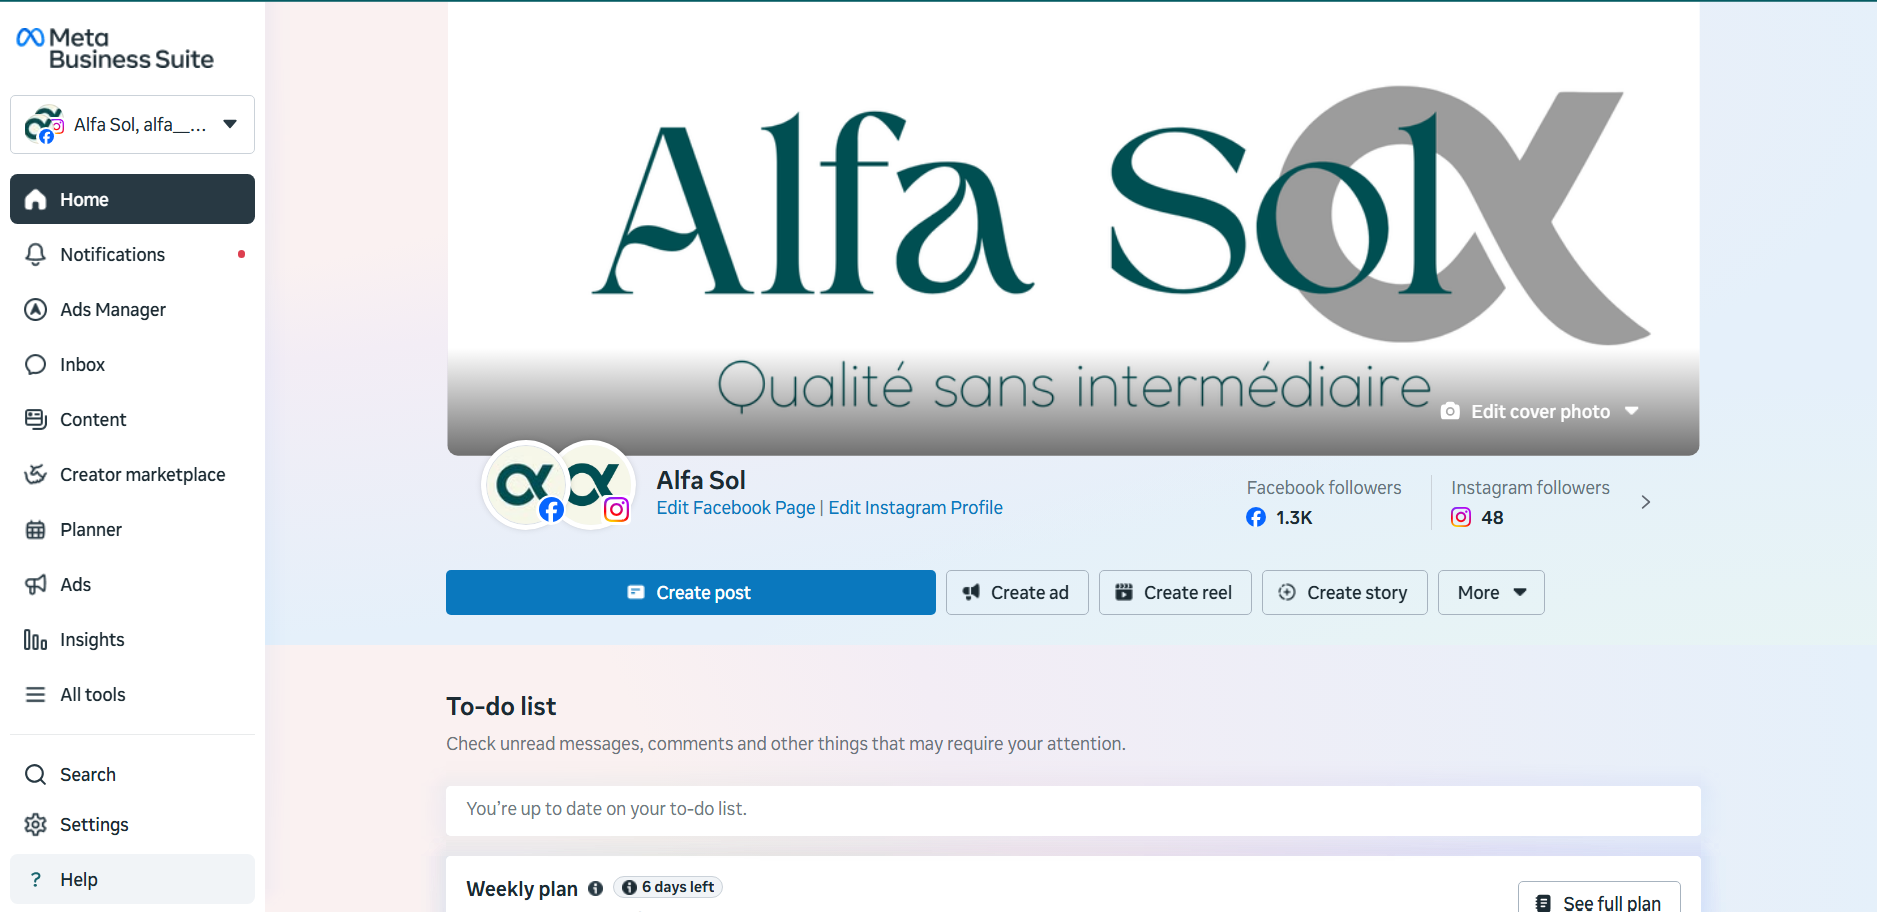 Meta
Business Suite
Alfa Sol, alfa__...
Home
Notifications
Ads Manager
Inbox
Content
Creator marketplace
Planner
Ads
Insights
All tools
Search
Settings
? Help
Alfa Sol
Qualité sans intermédiaire
Edit cover photo
Alfa Sol
Edit Facebook Page | Edit Instagram Profile
Facebook followers
1.3K
Instagram followers
48
Create post
Create ad
Create reel
Create story
More
To-do list
Check unread messages, comments and other things that may require your attention.
You’re up to date on your to-do list.
Weekly plan
6 days left
See full plan